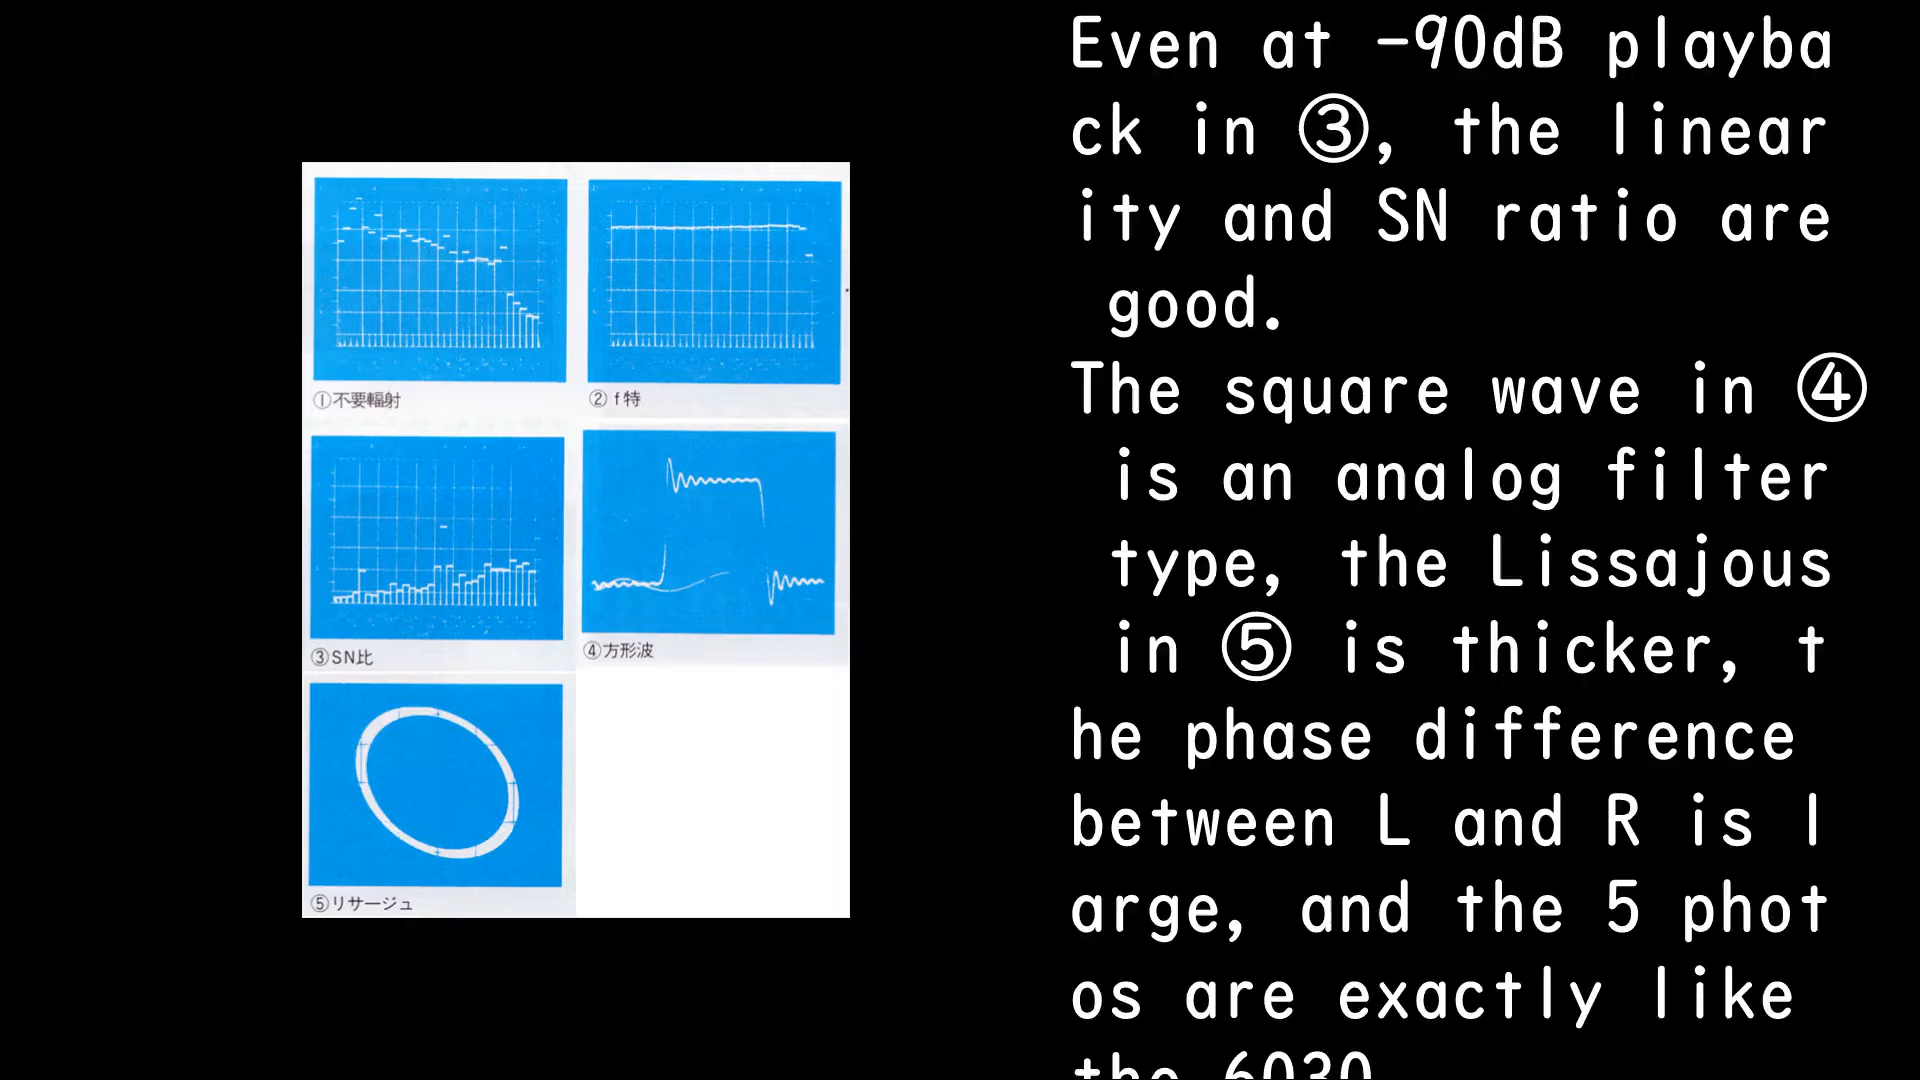 ①不要輻射
② f特
③SN比
④方形波
⑤リサージュ
Even at -90dB playba
ck in ③, the linear
ity and SN ratio are
good.
The square wave in ④
is an analog filter
type, the Lissajous
in ⑤ is thicker, t
he phase difference
between L and R is l
arge, and the 5 phot
os are exactly like
the 6030